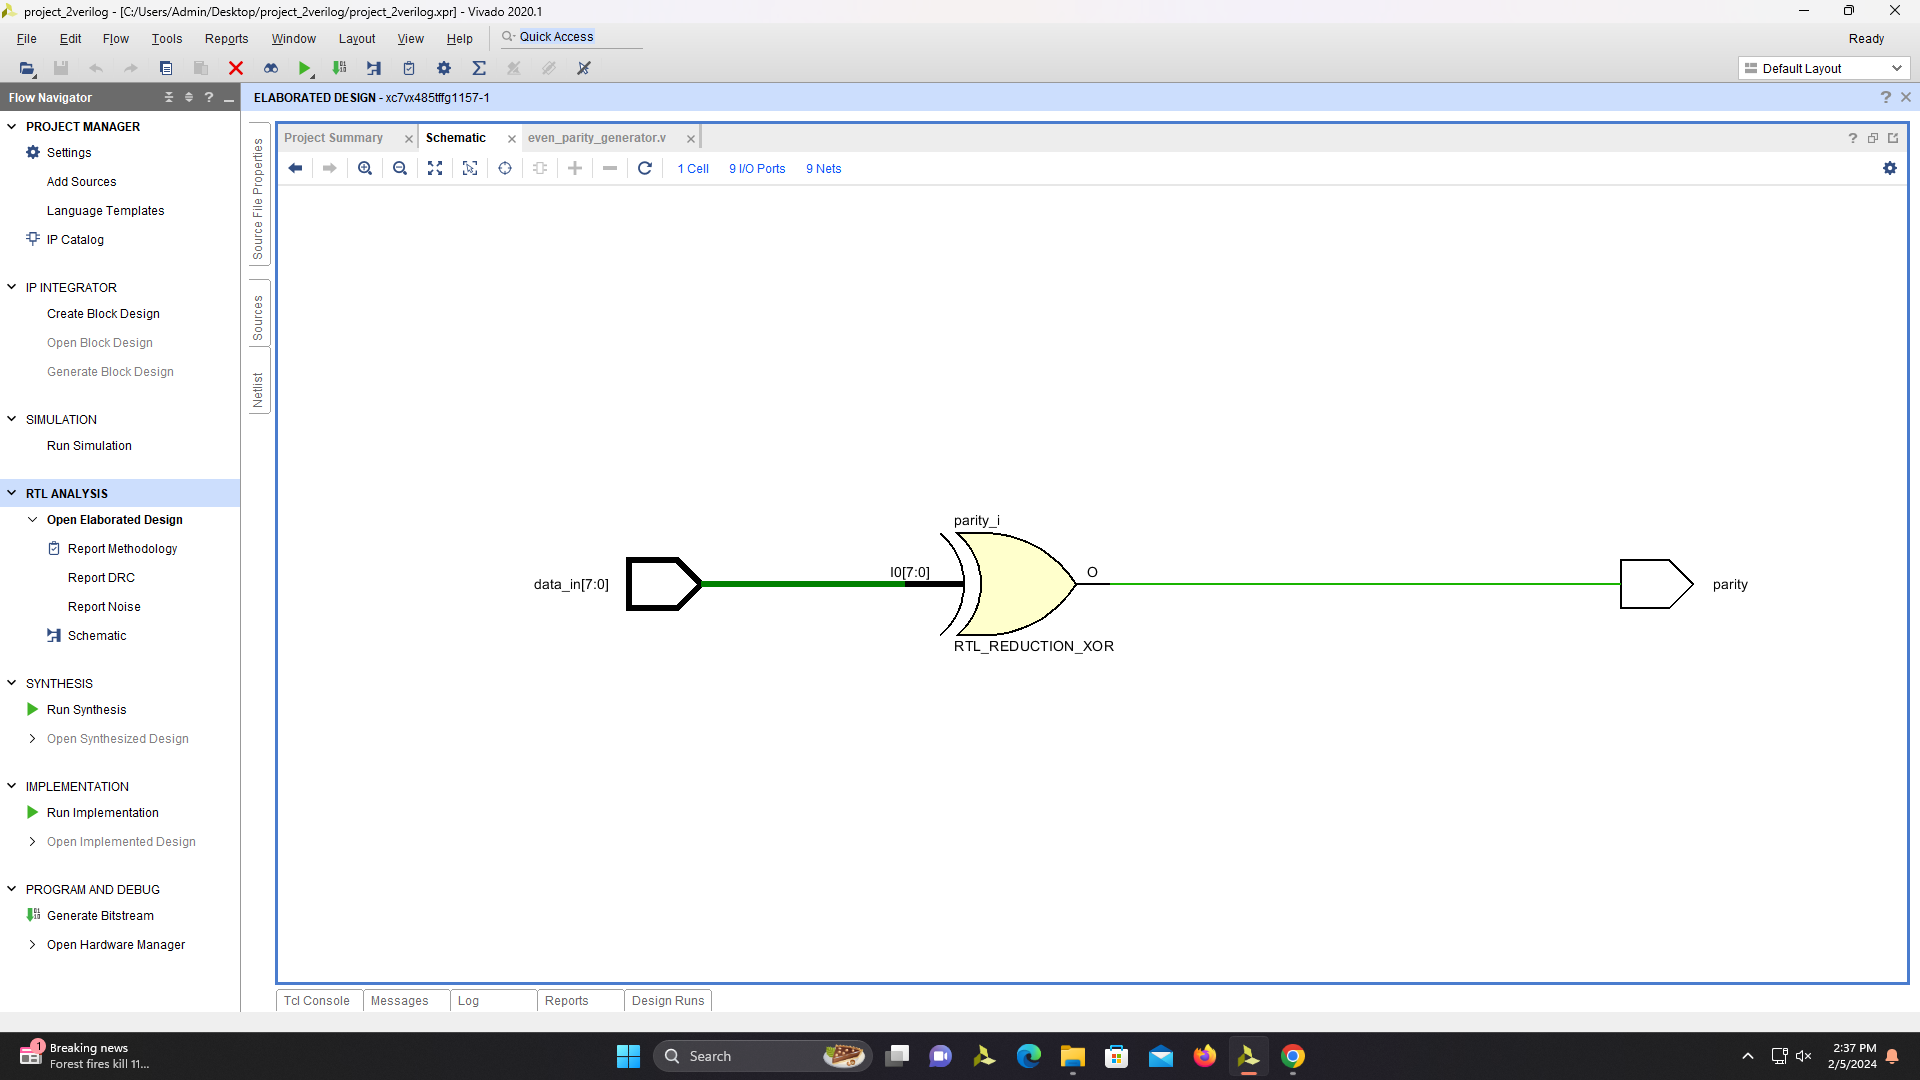 project_2verilog - [C:/Users/Admin/Desktop/project_2verilog/project_2verilog.xpr] - Vivado 2020.1
File Edit Flow Tools Reports Window Layout View Help Quick Access Ready
Default Layout
Flow Navigator
ELABORATED DESIGN - xc7vx485tffg1157-1
PROJECT MANAGER
Settings
Add Sources
Language Templates
IP Catalog
IP INTEGRATOR
Create Block Design
Open Block Design
Generate Block Design
SIMULATION
Run Simulation
RTL ANALYSIS
Open Elaborated Design
Report Methodology
Report DRC
Report Noise
Schematic
SYNTHESIS
Run Synthesis
Open Synthesized Design
IMPLEMENTATION
Run Implementation
Open Implemented Design
PROGRAM AND DEBUG
Generate Bitstream
Open Hardware Manager
Source File Properties
Sources
Netlist
Project Summary Schematic even_parity_generator.v
1 Cell 9 I/O Ports 9 Nets
parity_i
data_in[7:0] I0[7:0] O parity
RTL_REDUCTION_XOR
Tcl Console Messages Log Reports Design Runs
1
Breaking news
Forest fires kill 11...
Search
2:37 PM
2/5/2024